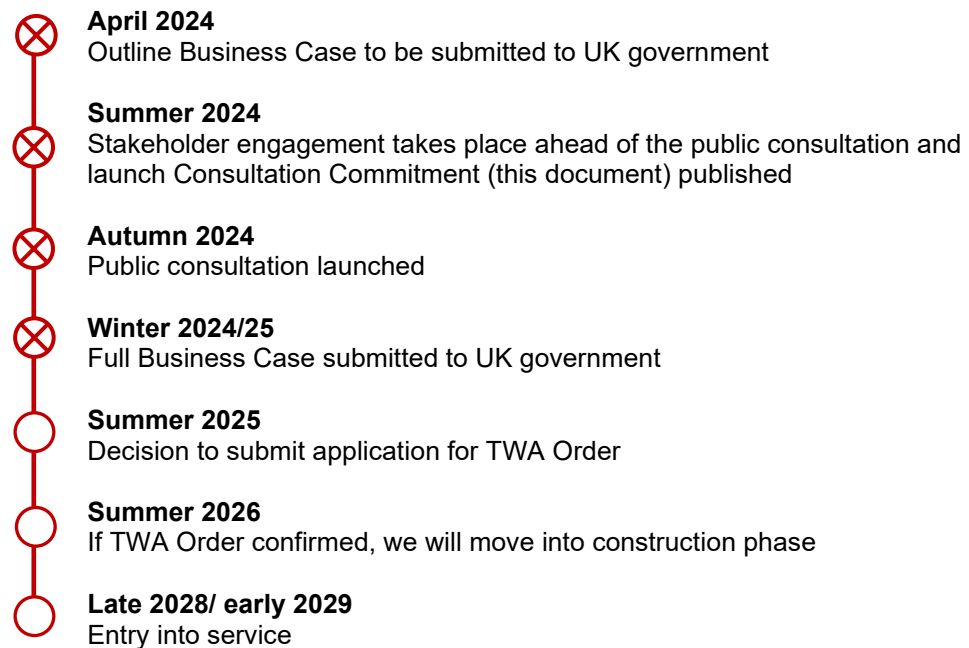 April 2024
Outline Business Case to be submitted to UK government
Summer 2024
Stakeholder engagement takes place ahead of the public consultation and
launch Consultation Commitment (this document) published
Autumn 2024
Public consultation launched
Winter 2024/25
Full Business Case submitted to UK government
Summer 2025
Decision to submit application for TWA Order
Summer 2026
If TWA Order confirmed, we will move into construction phase
Late 2028/ early 2029
Entry into service